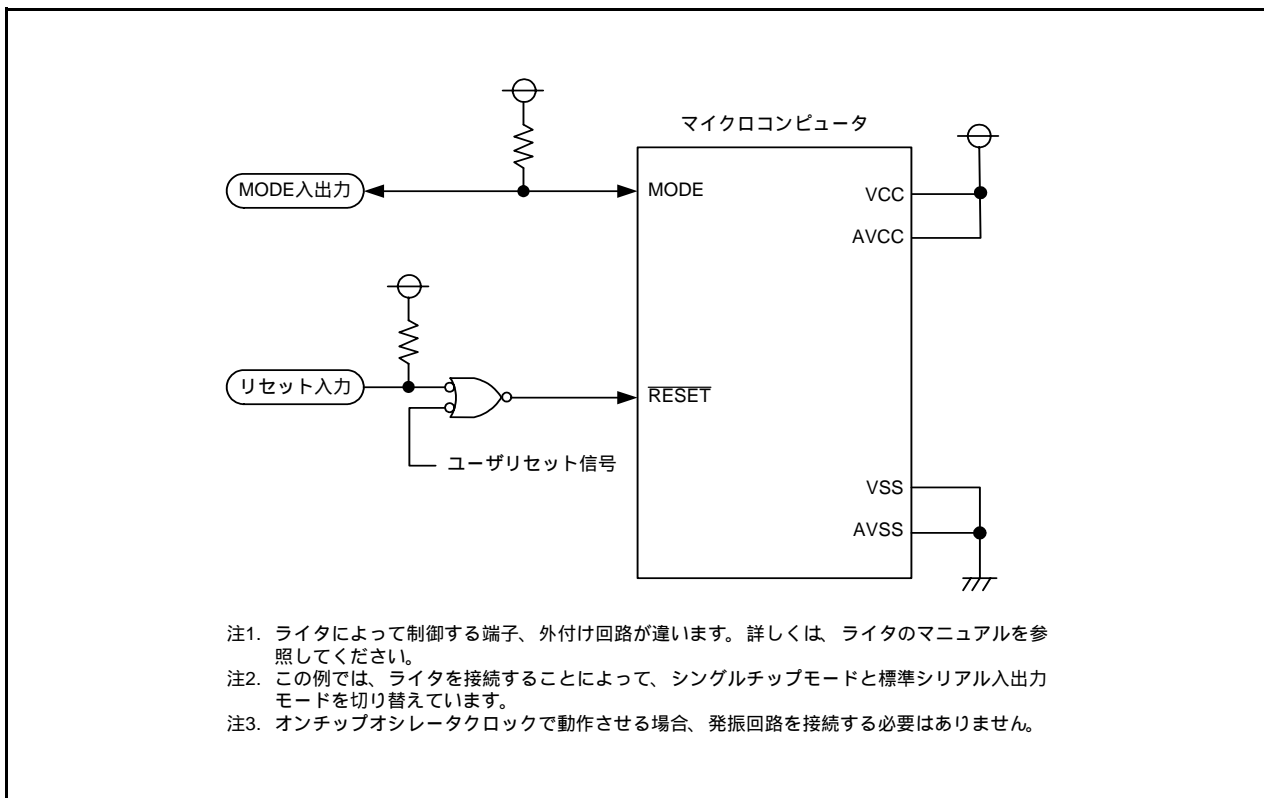 マイクロコンピュータ
MODE入出力
MODE
VCC
AVCC
リセット入力
RESET
ユーザリセット信号
VSS
AVSS
注1. ライタによって制御する端子、外付け回路が違います。詳しくは、ライタのマニュアルを参
照してください。
注2. この例では、ライタを接続することによって、シングルチップモードと標準シリアル入出力
モードを切り替えています。
注3. オンチップオシレータクロックで動作させる場合、発振回路を接続する必要はありません。